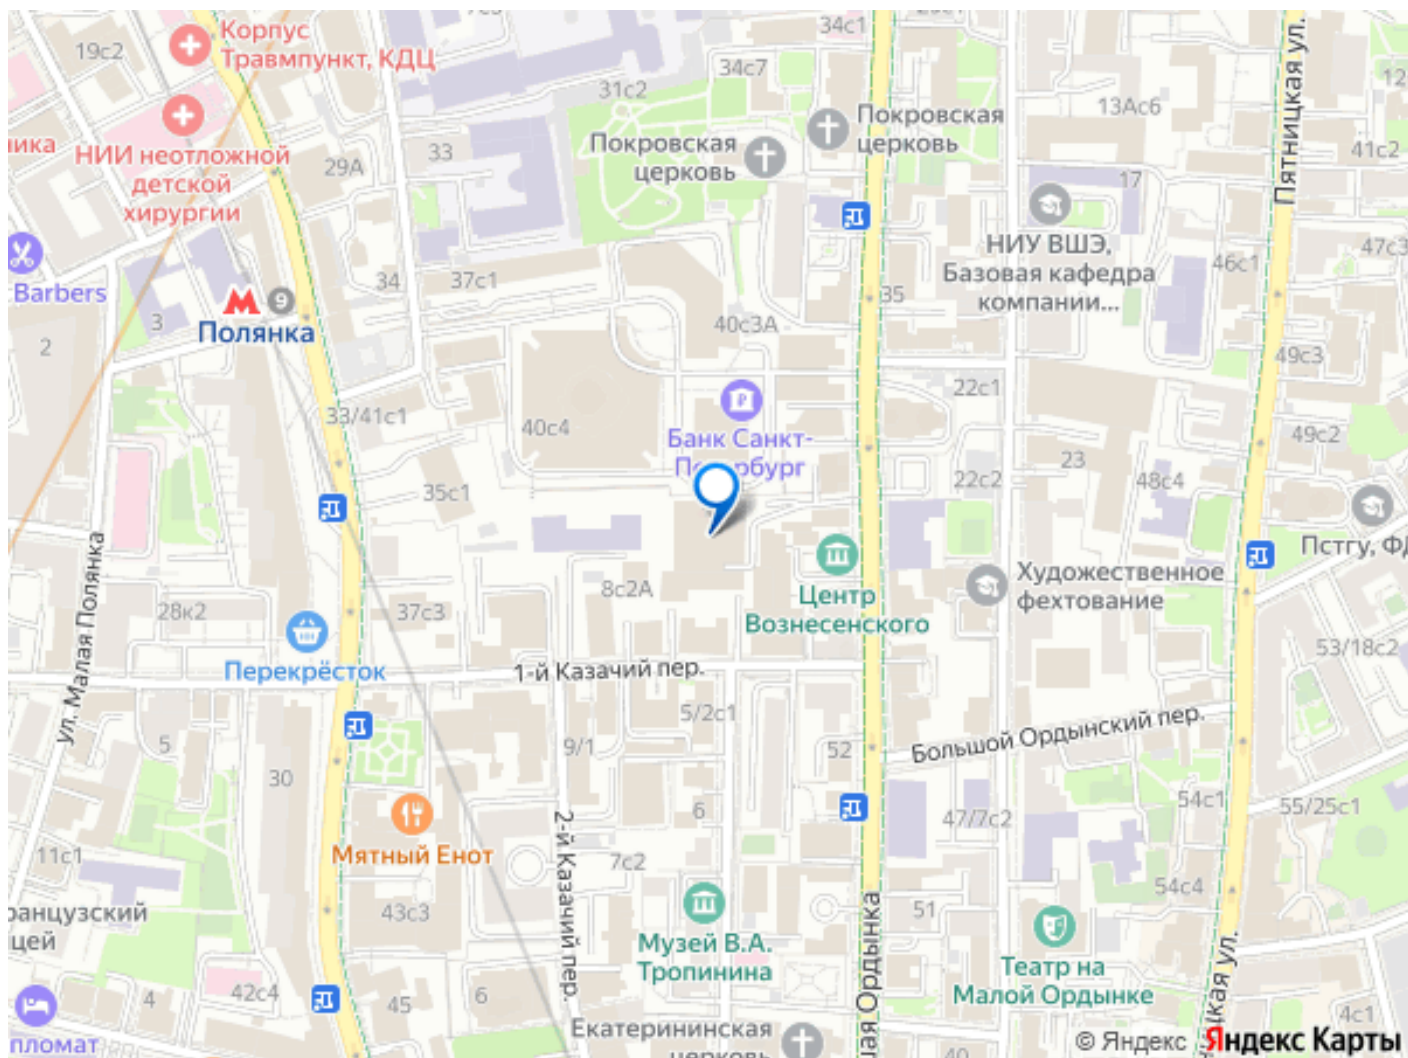 7с3
34с1
Корпус
Травмпункт, КДЦ
19с2
34с7
31с2
13Ас6
12
Пятницкая ул.
Покровская
церковь
Покровская
церковь
НИИ неотложной
детской
хирургии
33
29А
41с2
17
НИУ ВШЭ,
Базовая кафедра
компании...
47с3
46с1
Barbers
34
37с1
35
9
Полянка
3
2
40с3А
49с3
22с1
33/41с1
40с4
Банк Санкт-
Петербург
49с2
23
48с4
22с2
35с1
Пстгу, ФД
ул. Малая Полянка
8с2А
Центр
Вознесенского
Художественное
фехтование
28к2
37с3
Перекрёсток
1-й Казачий пер.
53/18с2
5/2с1
Большой Ордынский пер.
5
9/1
52
30
6
47/7с2
54с1
55/25с1
Мятный Енот
2-й Казачий пер.
11с1
7с2
54с4
43с3
51
Музей В.А.
Тропинина
Театр на
Малой Ордынке
42с4
4
45
6
Екатерининская
церковь
40
4с1
© Яндекс
Яндекс Карты